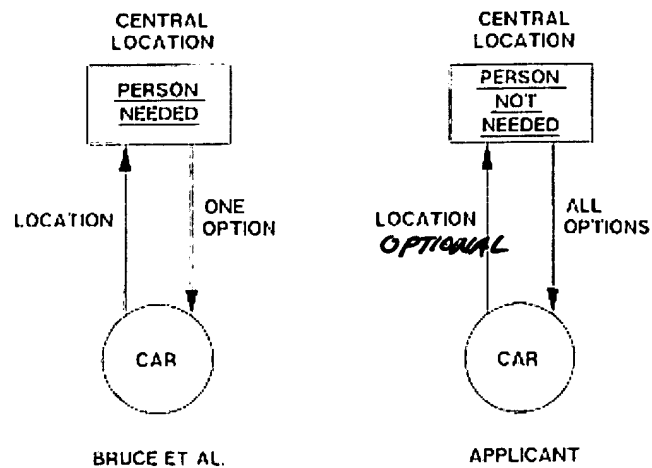 CENTRAL
LOCATION
PERSON
NEEDED
LOCATION
ONE
OPTION
CAR
BRUCE ET AL.
CENTRAL
LOCATION
PERSON
NOT
NEEDED
LOCATION
OPTIONAL
ALL
OPTIONS
CAR
APPLICANT